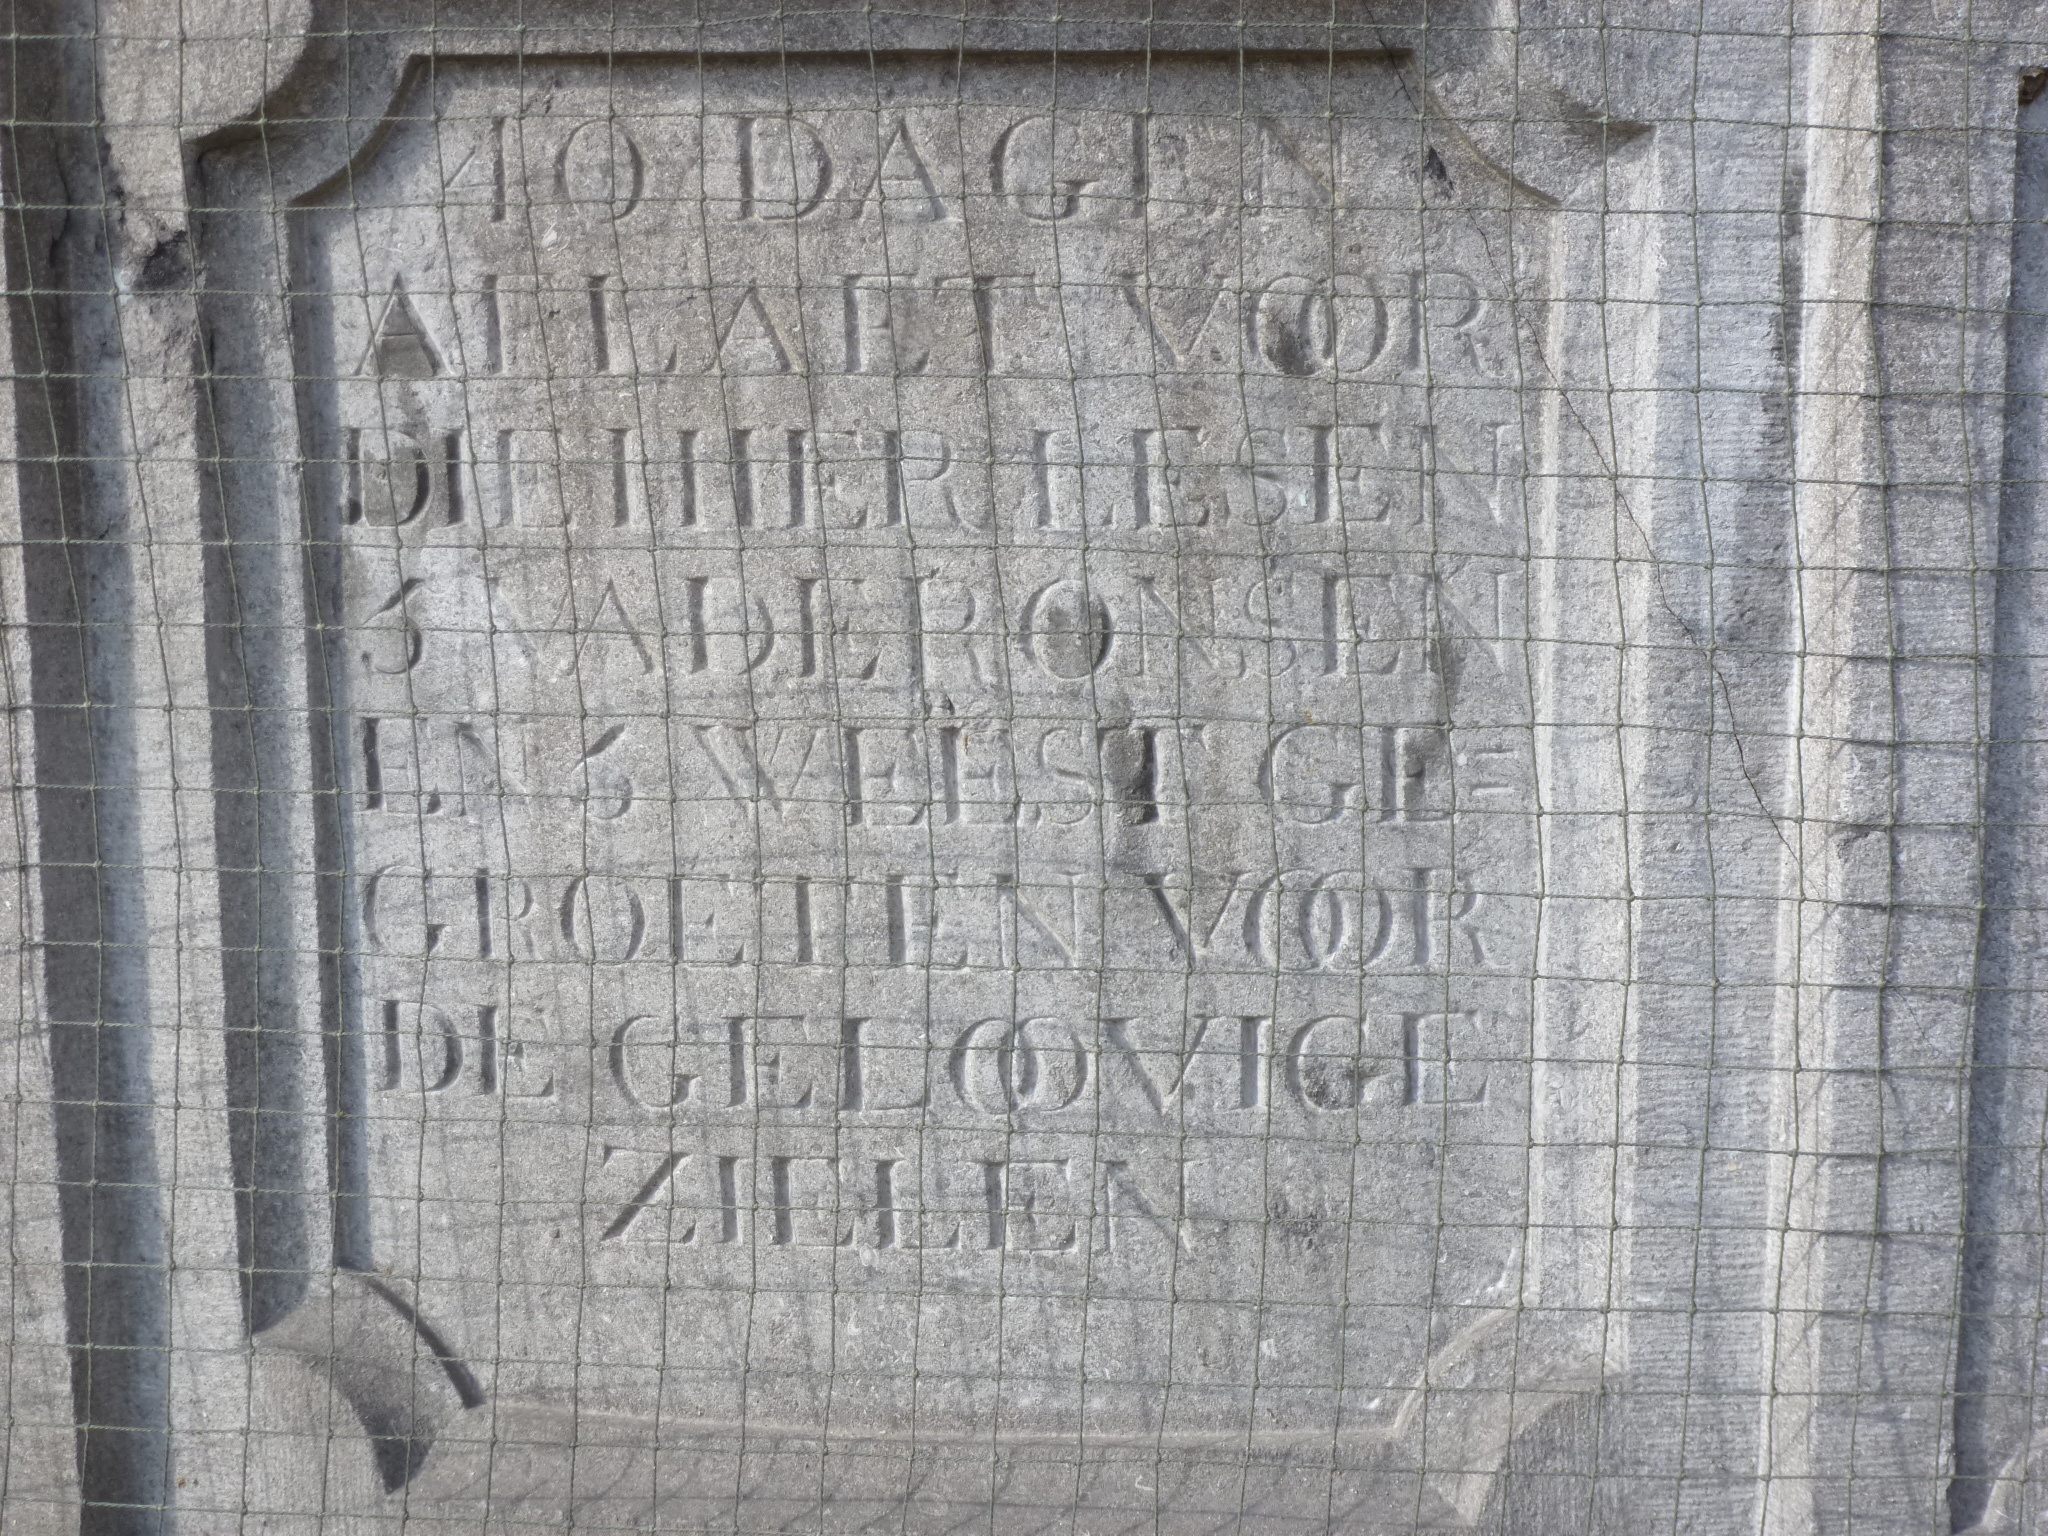 40 DAGEN
AFLAET VOOR
DIE HIER LESEN
5 VADERONSEN
EN 5 WEEST GE=
GROETEN VOOR
DE GELOOVIGE
ZIELEN